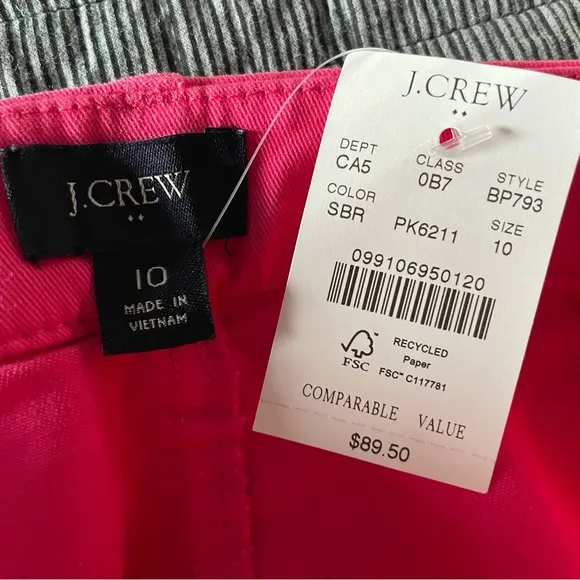 J.CREW
10
MADE IN
VIETNAM
J.CREW
DEPT CLASS STYLE
CA5 0B7 BP793
COLOR SIZE
SBR PK6211 10
099106950120
FSC
RECYCLED
Paper
FSC™ C117781
COMPARABLE VALUE
$89.50